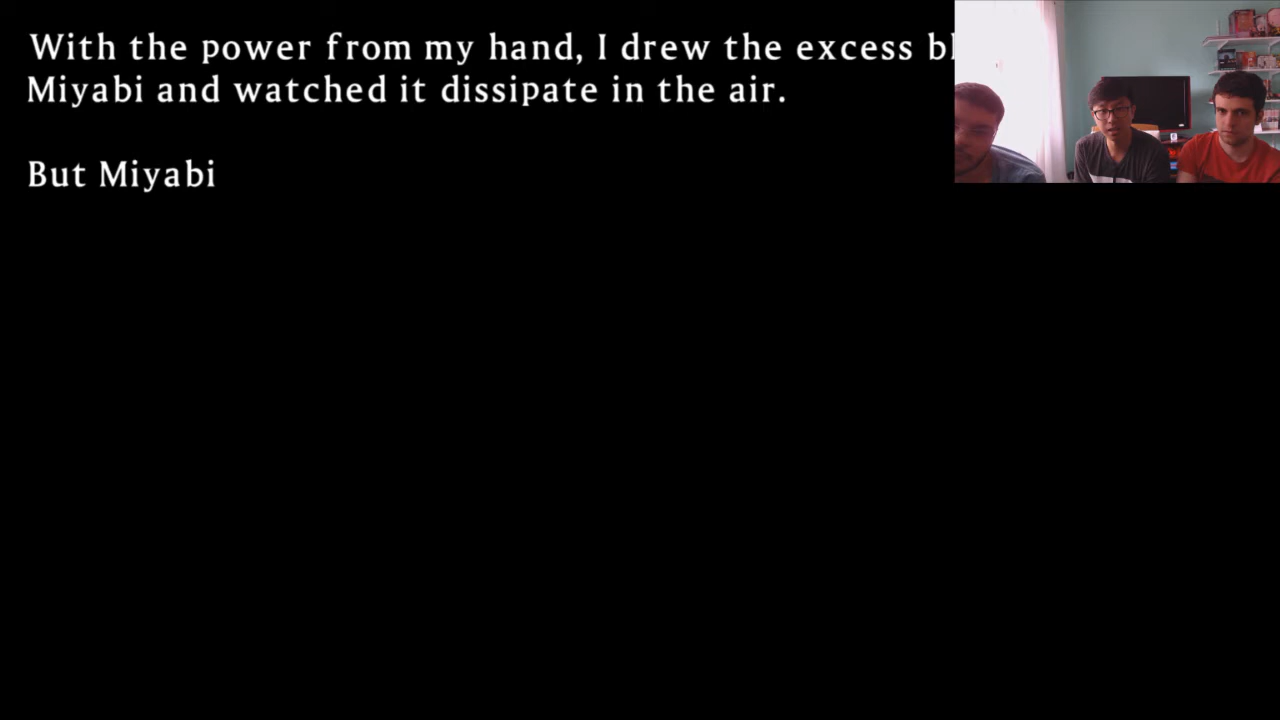 With the power from my hand, I drew the excess
Miyabi and watched it dissipate in the air.
But Miyabi